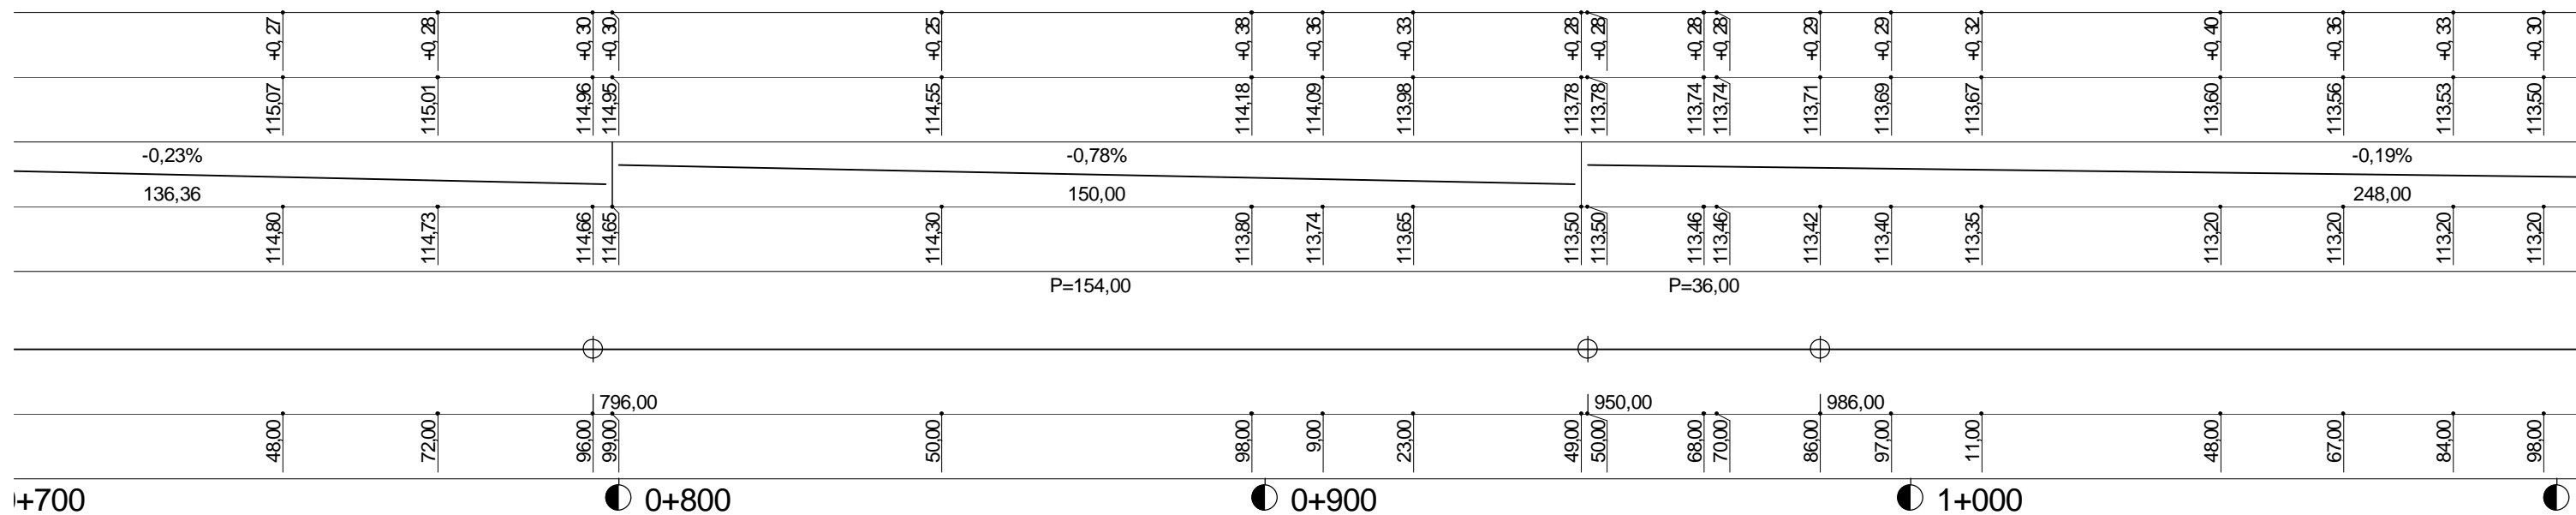 +0,27 +0,28 +0,30 +0,30 +0,25 +0,38 +0,36 +0,33 +0,28 +0,28 +0,28 +0,28 +0,29 +0,29 +0,32 +0,40 +0,36 +0,33 +0,30
115,07 115,01 114,96 114,95 114,55 114,18 114,09 113,98 113,78 113,78 113,74 113,74 113,71 113,69 113,67 113,60 113,56 113,53 113,50
-0,23% -0,78% -0,19%
136,36 150,00 248,00
114,80 114,73 114,66 114,65 114,30 113,80 113,74 113,65 113,50 113,50 113,46 113,46 113,42 113,40 113,35 113,20 113,20 113,20 113,20
P=154,00 P=36,00
796,00 950,00 986,00
48,00 72,00 96,00 99,00 50,00 98,00 9,00 23,00 49,00 50,00 68,00 70,00 86,00 97,00 11,00 48,00 67,00 84,00 98,00
+700 0+800 0+900 1+000